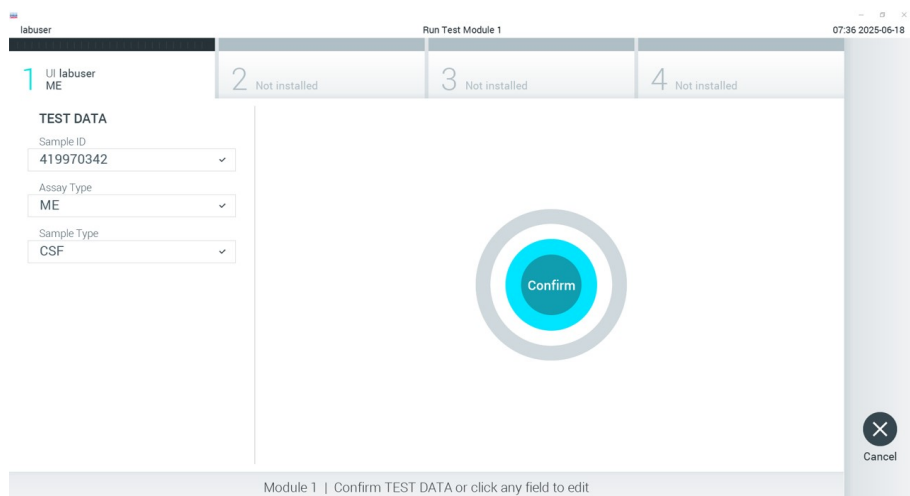 labuser Run Test Module 1 07:36 2025-06-18
1 UI labuser
ME
2 Not installed
3 Not installed
4 Not installed
TEST DATA
Sample ID
419970342
Assay Type
ME
Sample Type
CSF
Confirm
Cancel
Module 1 | Confirm TEST DATA or click any field to edit